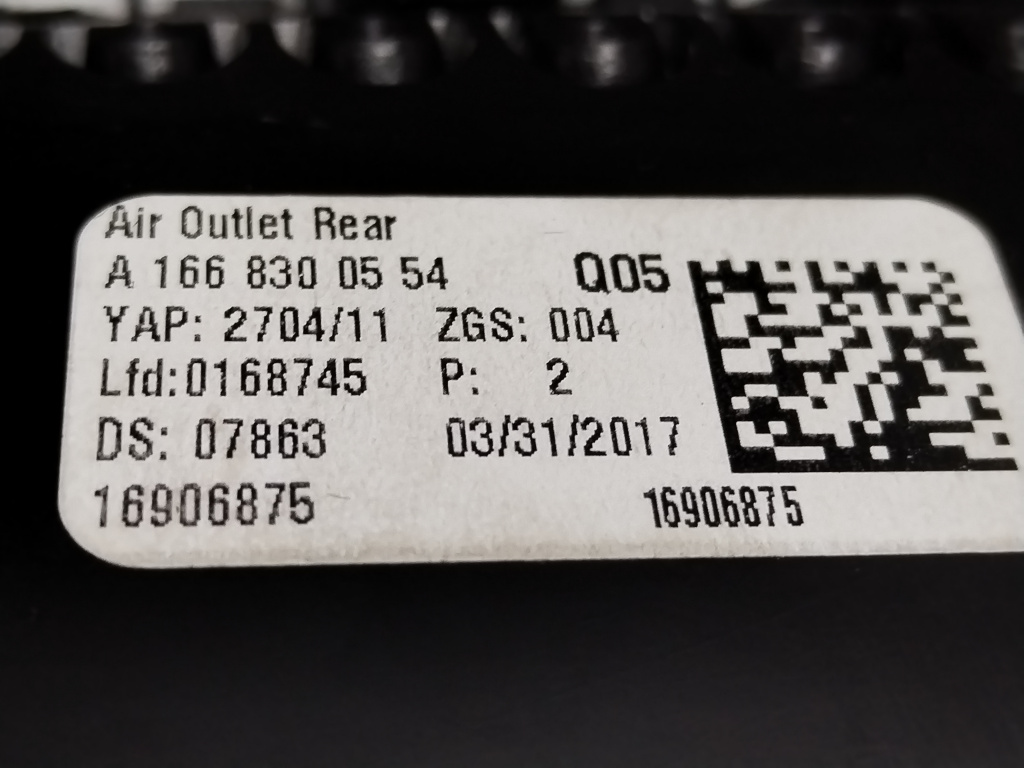 Air Outlet Rear
A 166 830 05 54 Q05
YAP: 2704/11 ZGS: 004
Lfd:0168745 P: 2
DS: 07863 03/31/2017
16906875 16906875